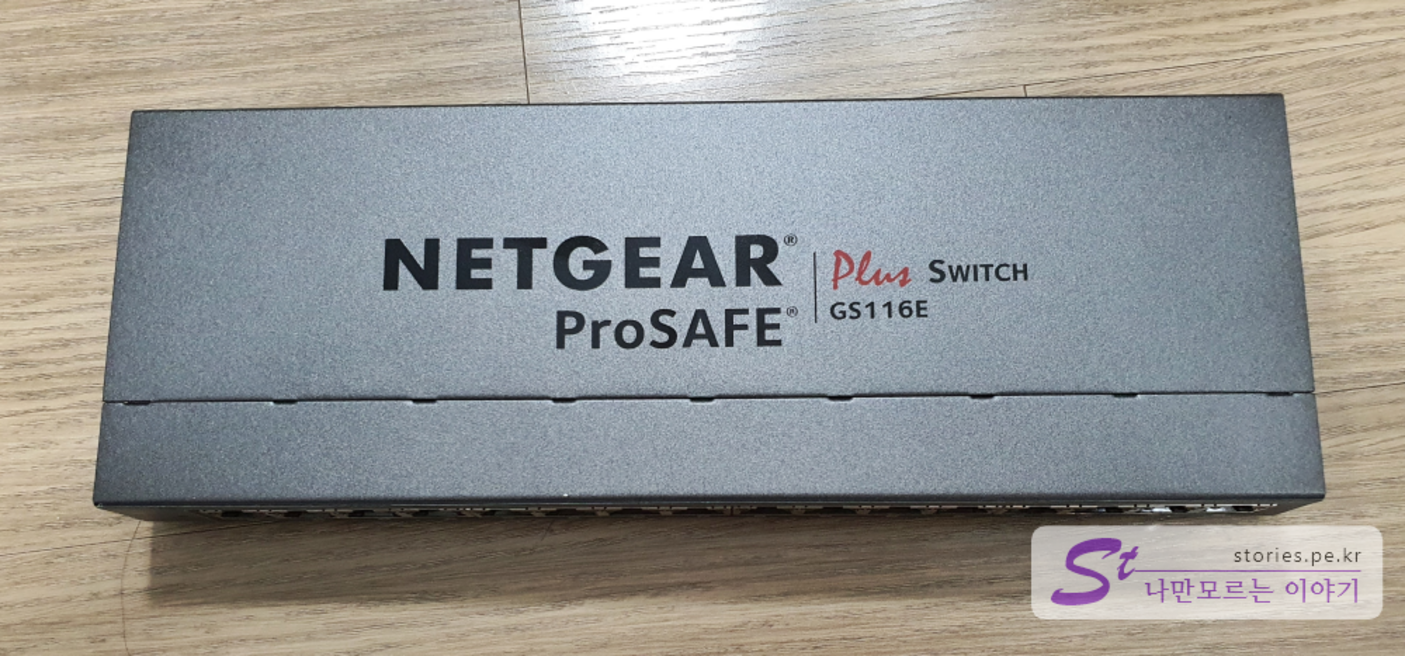 NETGEAR®
ProSAFE®
Plus SWITCH
GS116E
St
stories.pe.kr
나만모르는 이야기